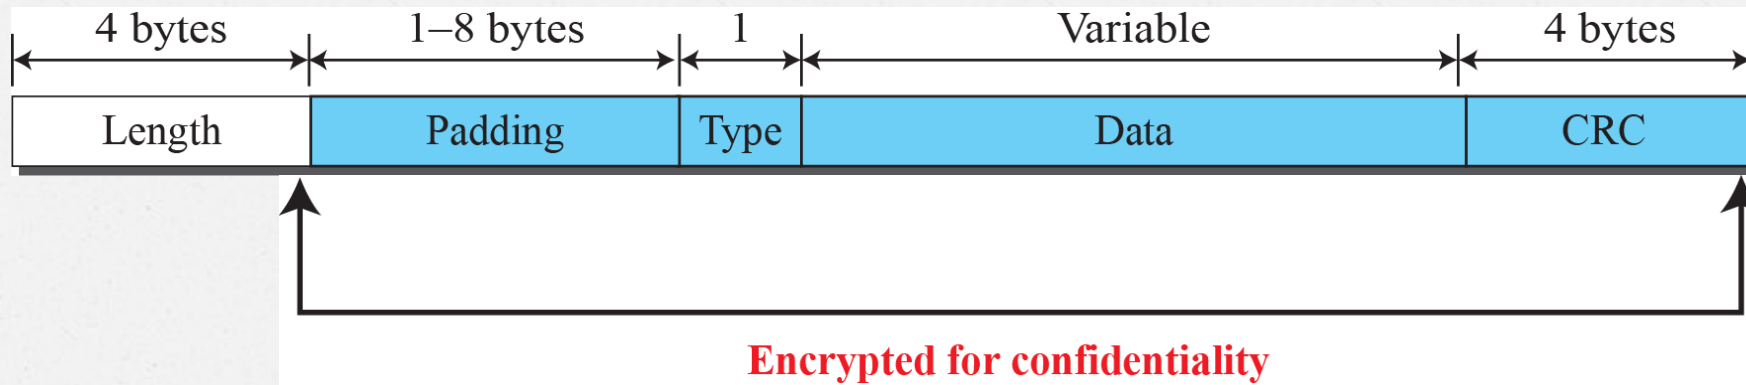 4 bytes 1–8 bytes 1 Variable 4 bytes
Length Padding Type Data CRC
Encrypted for confidentiality